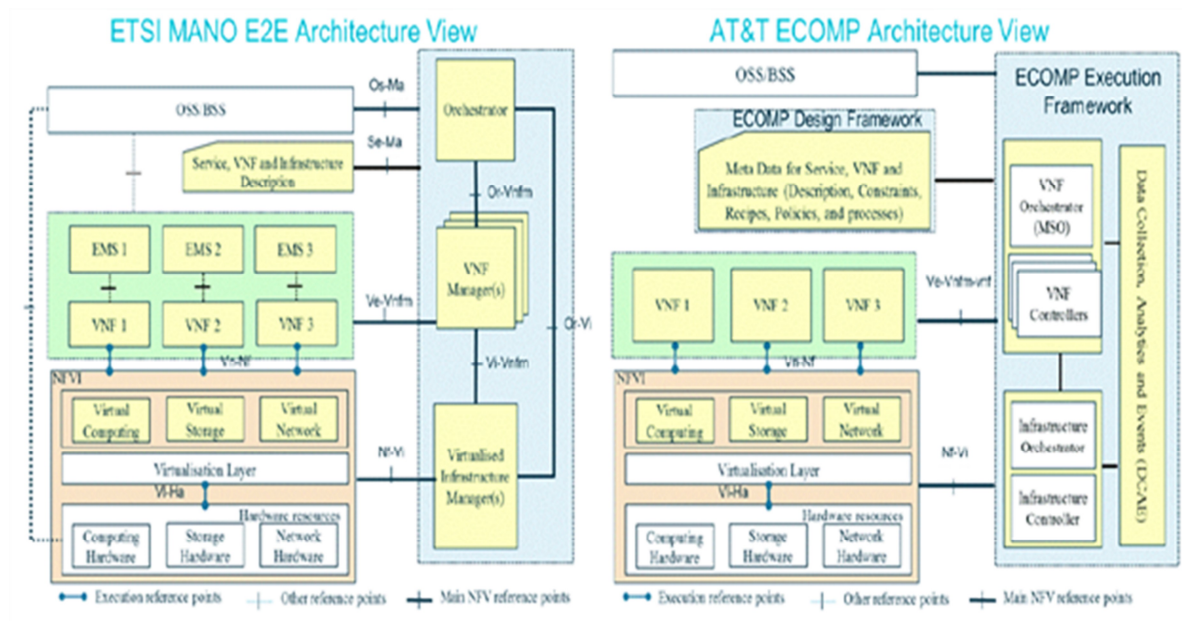 ETSI MANO E2E Architecture View
OSS/BSS
Os-Ma
Orchestrator
Se-Ma
Service, VNF and Infrastructure
Description
Or-Vnfm
EMS 1
EMS 2
EMS 3
VNF
Manager(s)
VNF 1
VNF 2
VNF 3
Ve-Vnfm
Or-Vi
Vn-Nf
Vi-Vnfm
NFVI
Virtual
Computing
Virtual
Storage
Virtual
Network
Nf-Vi
Virtualisation Layer
Virtualised
Infrastructure
Manager(s)
Vl-Ha
Hardware resources
Computing
Hardware
Storage
Hardware
Network
Hardware
Execution reference points
Other reference points
Main NFV reference points
AT&T ECOMP Architecture View
OSS/BSS
ECOMP Execution
Framework
ECOMP Design Framework
Meta Data for Service, VNF and
Infrastructure (Description, Constraints,
Recipes, Policies, and processes)
VNF
Orchestrator
(MSO)
VNF
Controllers
Data Collection, Analytics and Events (DCAE)
VNF 1
VNF 2
VNF 3
Ve-Vnfm-vnf
Vn-Nf
NFVI
Virtual
Computing
Virtual
Storage
Virtual
Network
Infrastructure
Orchestrator
Nf-Vi
Virtualisation Layer
Vl-Ha
Infrastructure
Controller
Hardware resources
Computing
Hardware
Storage
Hardware
Network
Hardware
Execution reference points
Other reference points
Main NFV reference points